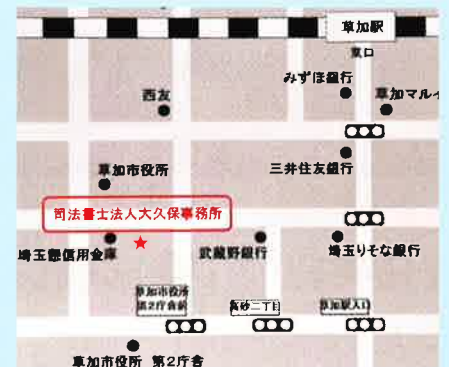 草加駅
東口
みずほ銀行
西友
草加マルイ
草加市役所
三井住友銀行
司法書士法人大久保事務所
埼玉縣信用金庫
武蔵野銀行
埼玉りそな銀行
草加市役所
第2庁舎前
高砂二丁目
草加駅入口
草加市役所 第2庁舎